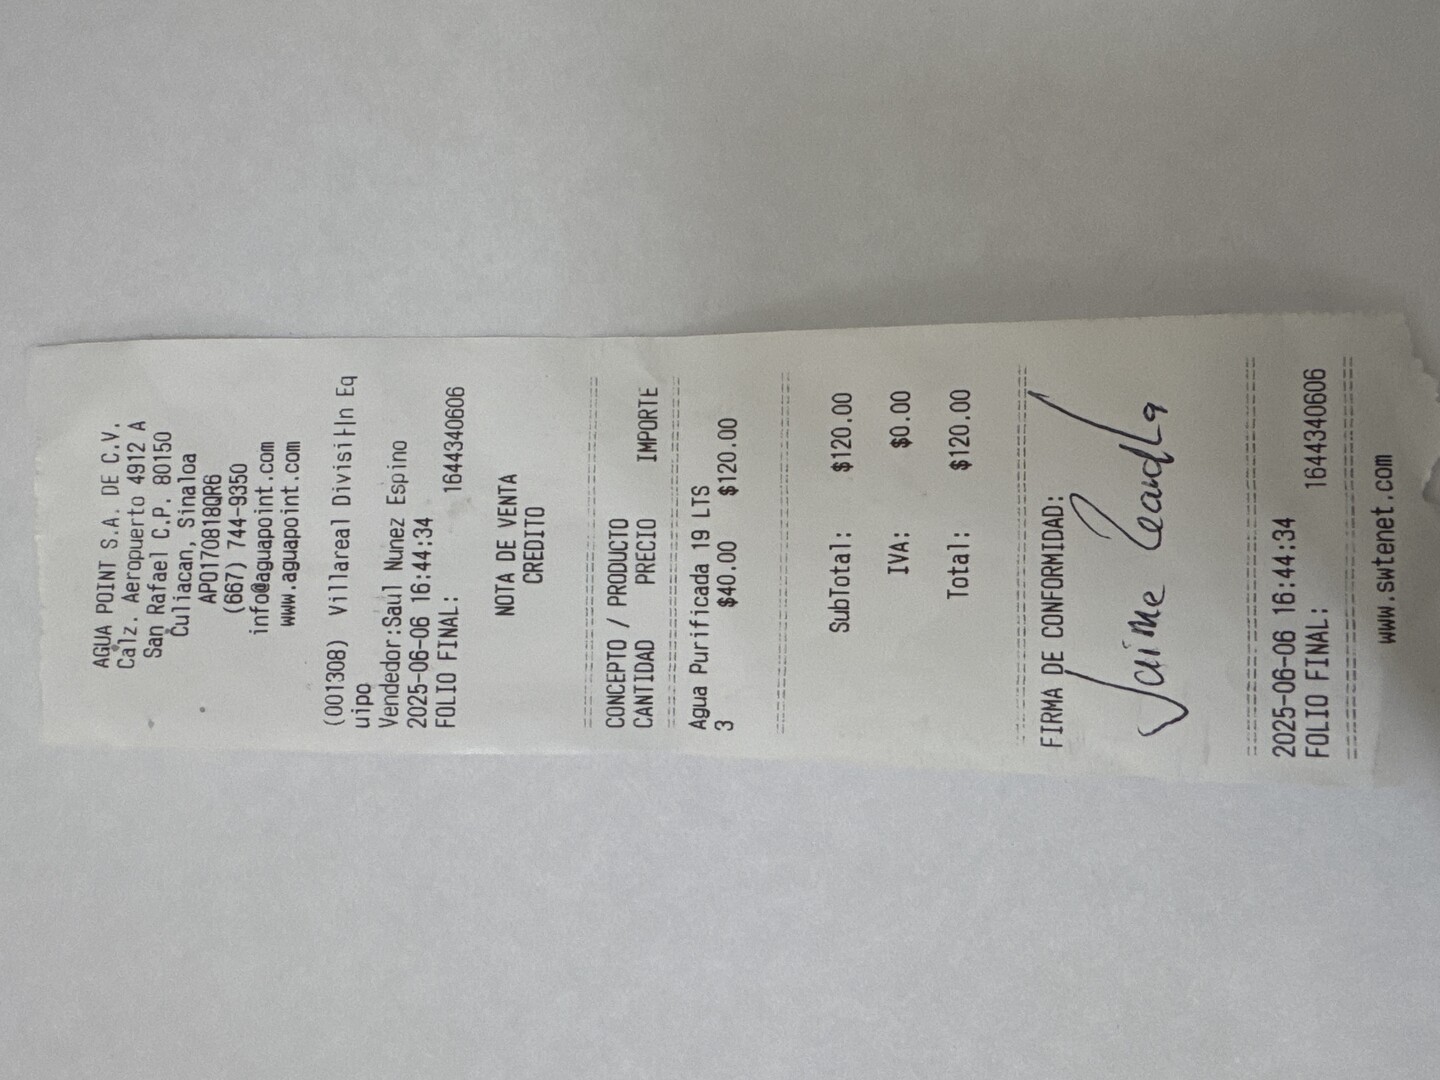 AGUA POINT S.A. DE C.V.
Calz. Aeropuerto 4912 A
San Rafael C.P. 80150
Culiacan, Sinaloa
APO170818QR6
(667) 744-9350
info@aguapoint.com
www.aguapoint.com
(001308) Villareal DivisiHn Eq
uipo
Vendedor:Saul Nunez Espino
2025-06-06 16:44:34
FOLIO FINAL: 1644340606
NOTA DE VENTA
CREDITO
CONCEPTO / PRODUCTO
CANTIDAD PRECIO IMPORTE
Agua Purificada 19 LTS
3 $40.00 $120.00
SubTotal: $120.00
IVA: $0.00
Total: $120.00
FIRMA DE CONFORMIDAD:
Jaime Leandro
2025-06-06 16:44:34
FOLIO FINAL: 1644340606
www.swtenet.com